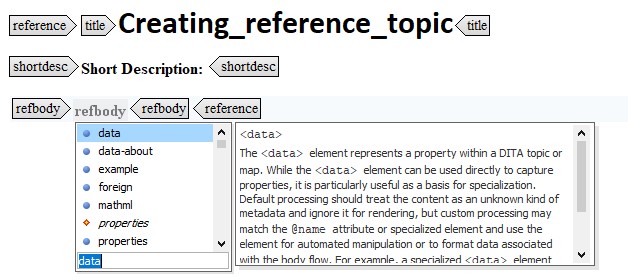 reference title Creating_reference_topic title
shortdesc Short Description: shortdesc
refbody refbody refbody reference
data
data-about
example
foreign
mathml
properties
properties
data
<data>
The <data> element represents a property within a DITA topic or
map. While the <data> element can be used directly to capture
properties, it is particularly useful as a basis for specialization.
Default processing should treat the content as an unknown kind of
metadata and ignore it for rendering, but custom processing may
match the @name attribute or specialized element and use the
element for automated manipulation or to format data associated
with the body flow. For example, a specialized <data> element